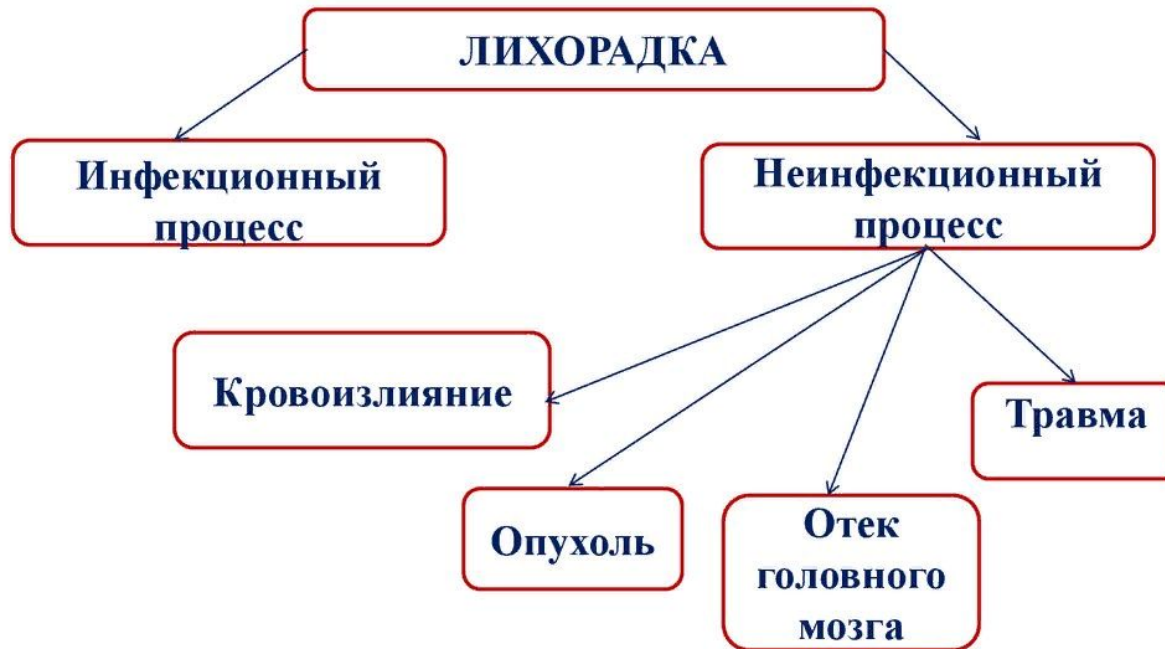 ЛИХОРАДКА
Инфекционный
процесс
Неинфекционный
процесс
Кровоизлияние
Травма
Опухоль
Отек
головного
мозга